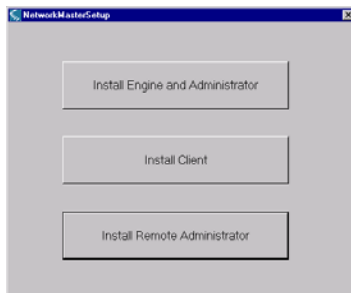 NetworkMasterSetup
Install Engine and Administrator
Install Client
Install Remote Administrator